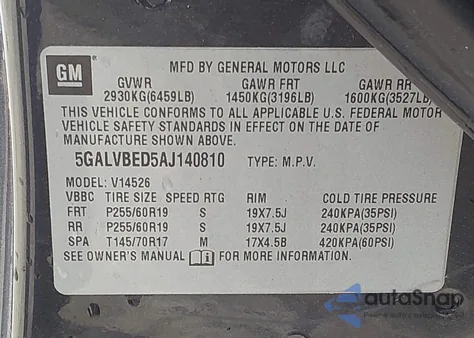 GM
MFD BY GENERAL MOTORS LLC
GVWR GAWR FRT GAWR RR
2930KG(6459LB) 1450KG(3196LB) 1600KG(3527LB)
THIS VEHICLE CONFORMS TO ALL APPLICABLE U.S. FEDERAL MOTOR
VEHICLE SAFETY STANDARDS IN EFFECT ON THE DATE OF
MANUFACTURE SHOWN ABOVE.
5GALVBED5AJ140810 TYPE: M.P.V.
MODEL: V14526
VBBC TIRE SIZE SPEED RTG RIM COLD TIRE PRESSURE
FRT P255/60R19 S 19X7.5J 240KPA(35PSI)
RR P255/60R19 S 19X7.5J 240KPA(35PSI)
SPA T145/70R17 M 17X4.5B 420KPA(60PSI)
SEE OWNER'S MANUAL FOR MORE INFORMATION.
autoSnap